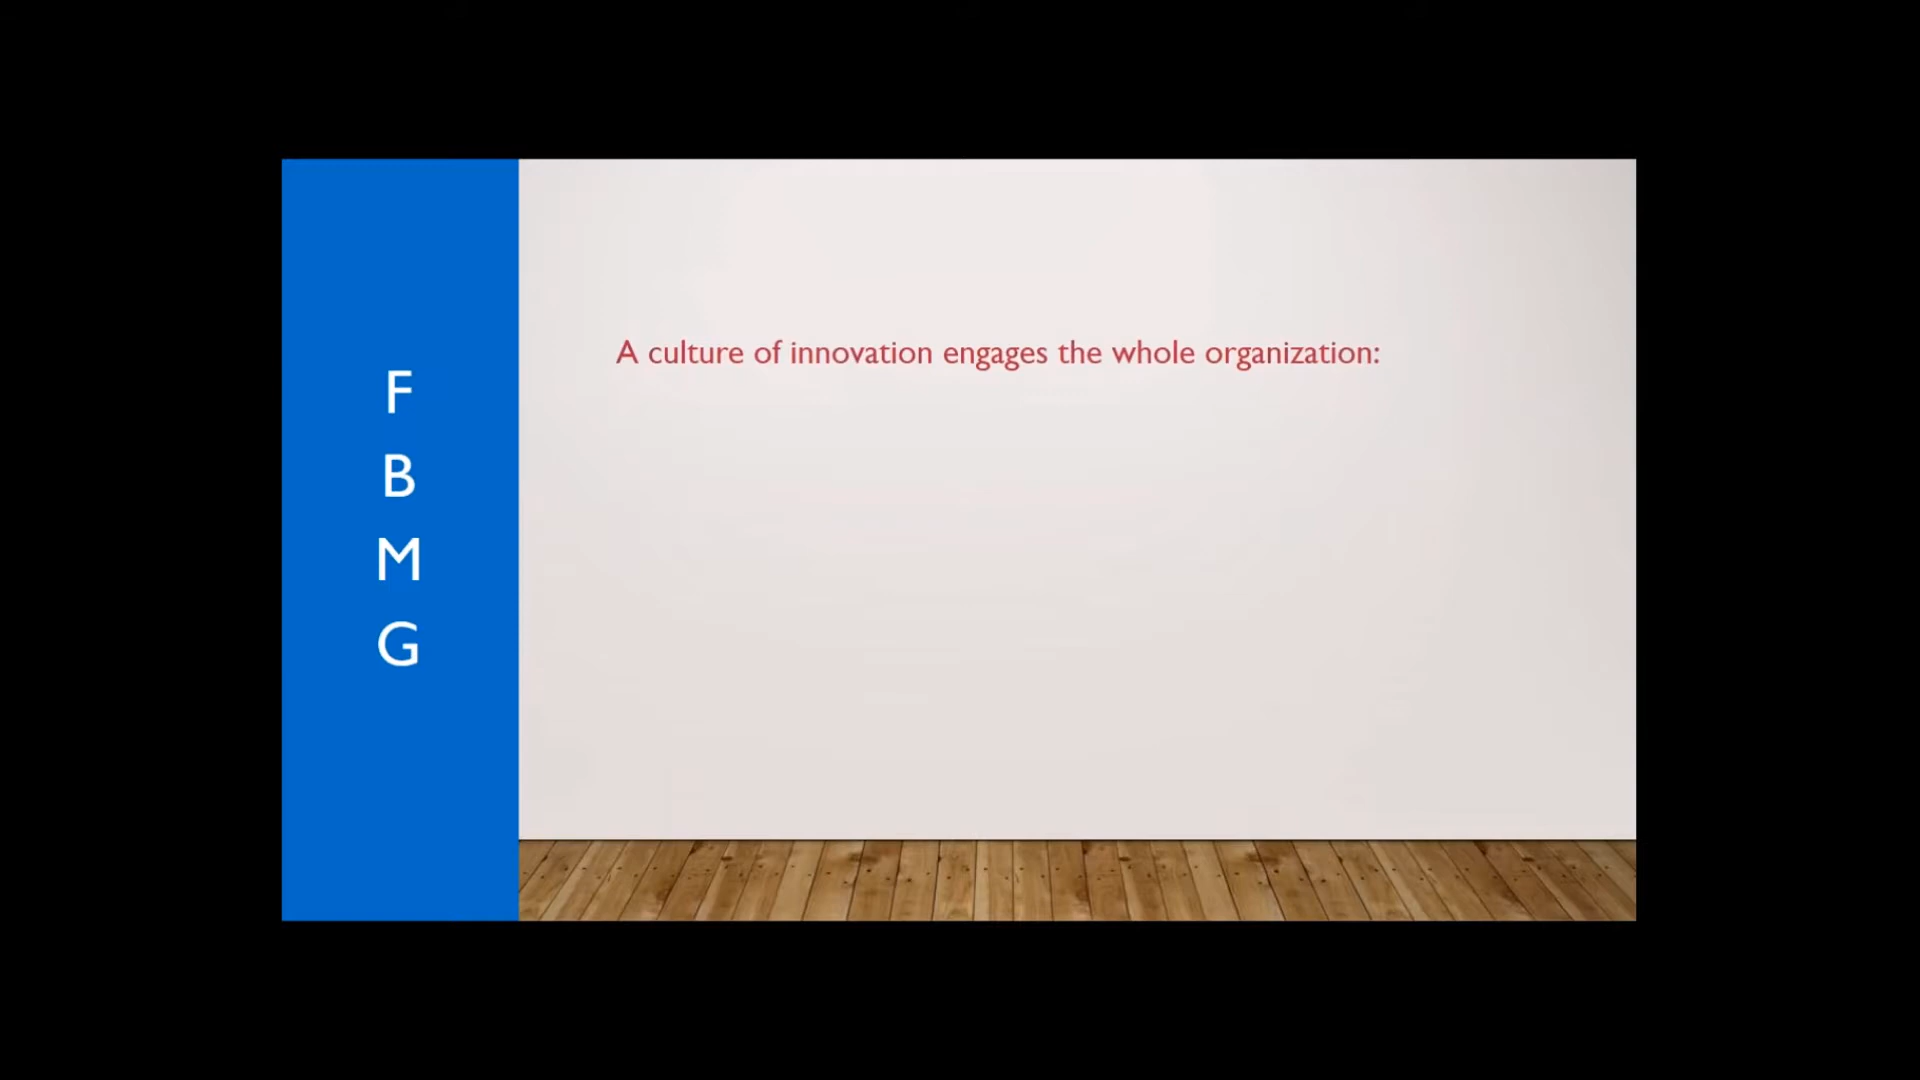 F
B
M
G
A culture of innovation engages the whole organization: